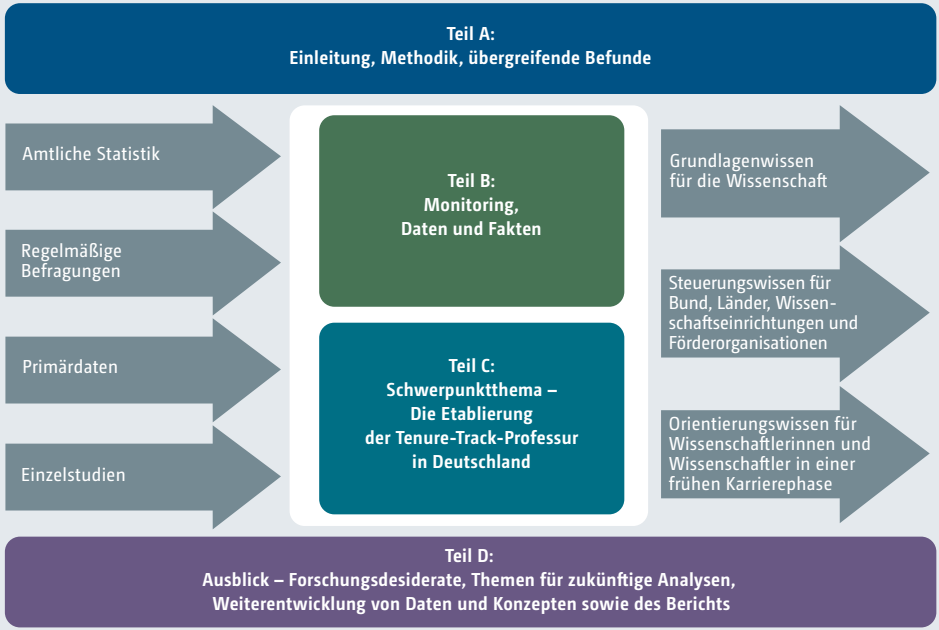 Teil A:
Einleitung, Methodik, übergreifende Befunde
Amtliche Statistik
Regelmäßige
Befragungen
Primärdaten
Einzelstudien
Teil B:
Monitoring,
Daten und Fakten
Teil C:
Schwerpunktthema –
Die Etablierung
der Tenure-Track-Professur
in Deutschland
Grundlagenwissen
für die Wissenschaft
Steuerungswissen für
Bund, Länder, Wissen-
schaftseinrichtungen und
Förderorganisationen
Orientierungswissen für
Wissenschaftlerinnen und
Wissenschaftler in einer
frühen Karrierephase
Teil D:
Ausblick – Forschungsdesiderate, Themen für zukünftige Analysen,
Weiterentwicklung von Daten und Konzepten sowie des Berichts